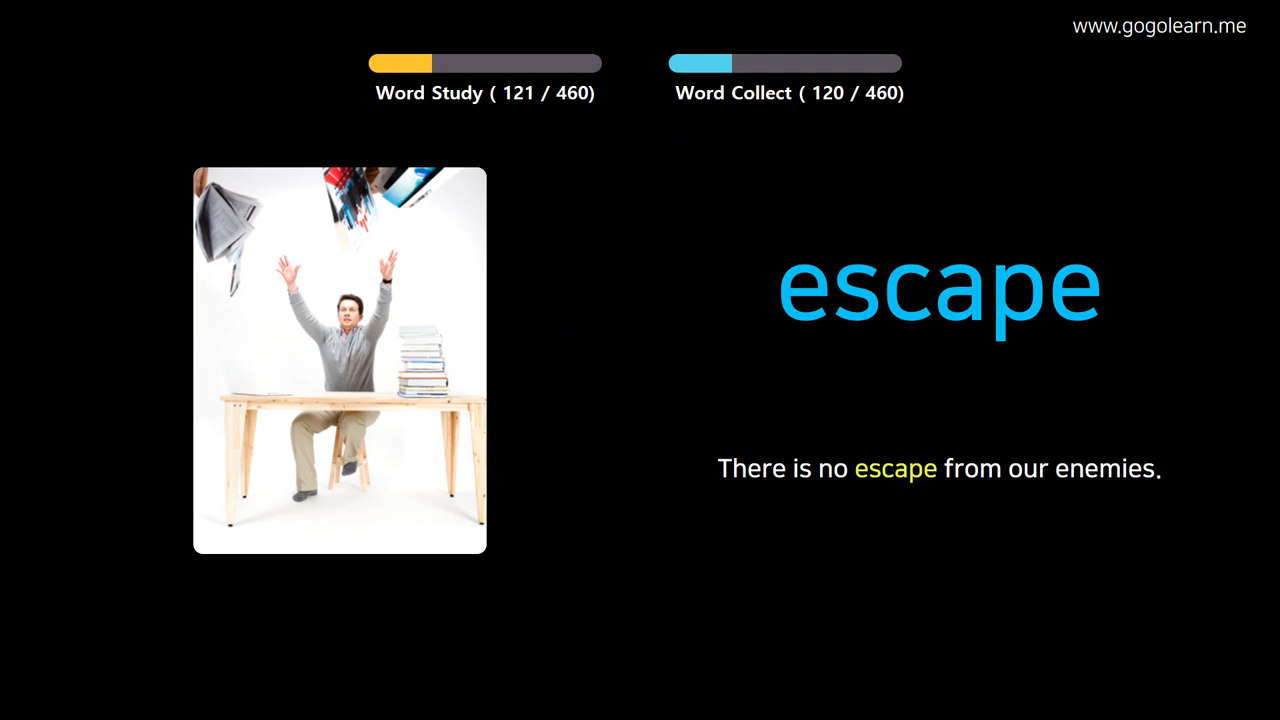 www.gogolearn.me
Word Study ( 121 / 460)
Word Collect ( 120 / 460)
escape
There is no escape from our enemies.